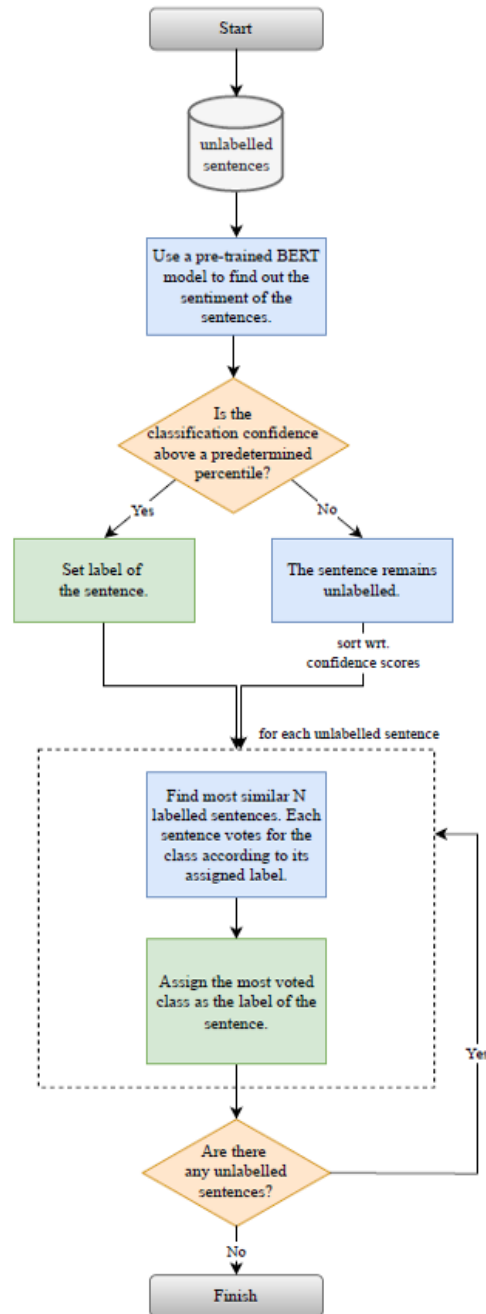 Start
unlabelled
sentences
Use a pre-trained BERT
model to find out the
sentiment of the
sentences.
Is the
classification confidence
above a predetermined
percentile?
Yes
No
Set label of
the sentence.
The sentence remains
unlabelled.
sort wrt.
confidence scores
for each unlabelled sentence
Find most similar N
labelled sentences. Each
sentence votes for the
class according to its
assigned label.
Assign the most voted
class as the label of the
sentence.
Yes
Are there
any unlabelled
sentences?
No
Finish